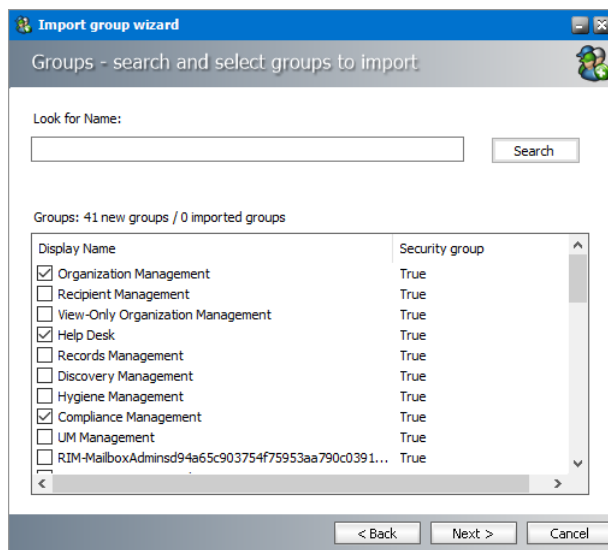 Import group wizard
Groups - search and select groups to import
Look for Name:
Search
Groups: 41 new groups / 0 imported groups
Display Name Security group
Organization Management True
Recipient Management True
View-Only Organization Management True
Help Desk True
Records Management True
Discovery Management True
Hygiene Management True
Compliance Management True
UM Management True
RIM-MailboxAdminsd94a65c903754f75953aa790c0391... True
< Back Next > Cancel